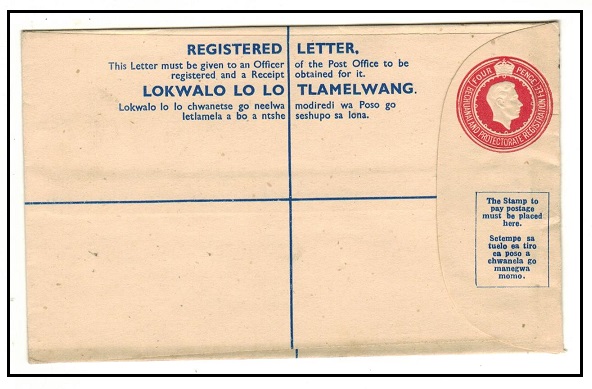 REGISTERED LETTER.
This Letter must be given to an Officer of the Post Office to be
registered and a Receipt obtained for it.
LOKWALO LO LO TLAMELWANG.
Lokwalo lo lo chwanetse go neelwa modiredi wa Poso go
letlamela a bo a ntshe seshupo sa lona.
FOUR PENCE
BECHUANALAND PROTECTORATE REGISTRATION FEE
The Stamp to
pay postage
must be placed
here.
Setempe sa
tuelo ea tiro
ea poso a
chwanela go
manegwa
momo.